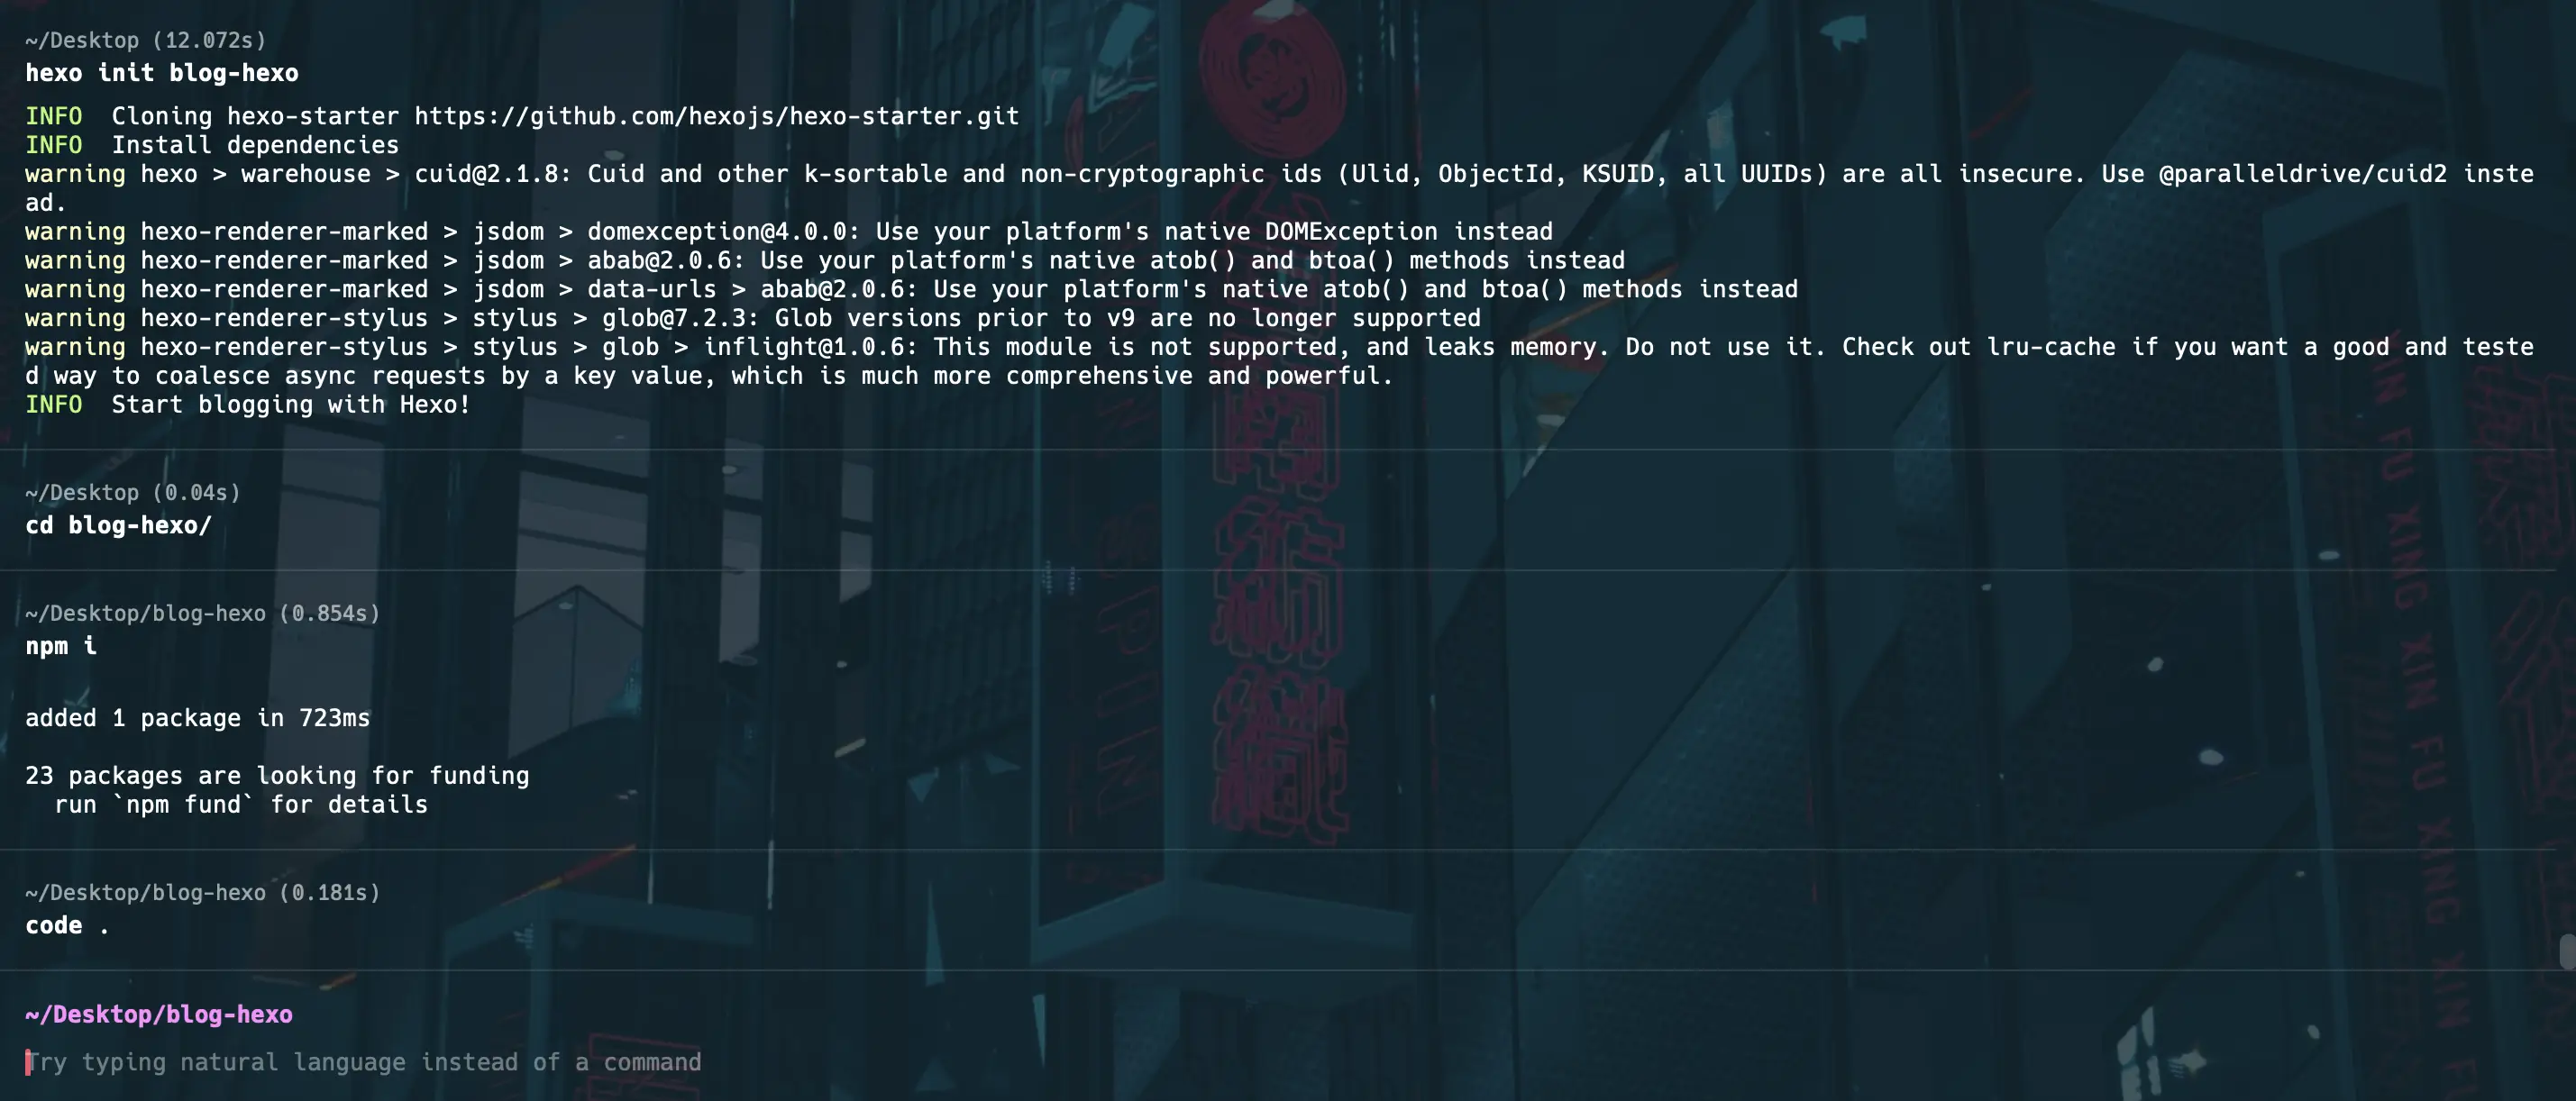 ~/Desktop (12.072s)
hexo init blog-hexo
INFO  Cloning hexo-starter https://github.com/hexojs/hexo-starter.git
INFO  Install dependencies
warning hexo > warehouse > cuid@2.1.8: Cuid and other k-sortable and non-cryptographic ids (Ulid, ObjectId, KSUID, all UUIDs) are all insecure. Use @paralleldrive/cuid2 inste
ad.
warning hexo-renderer-marked > jsdom > domexception@4.0.0: Use your platform's native DOMException instead
warning hexo-renderer-marked > jsdom > abab@2.0.6: Use your platform's native atob() and btoa() methods instead
warning hexo-renderer-marked > jsdom > data-urls > abab@2.0.6: Use your platform's native atob() and btoa() methods instead
warning hexo-renderer-stylus > stylus > glob@7.2.3: Glob versions prior to v9 are no longer supported
warning hexo-renderer-stylus > stylus > glob > inflight@1.0.6: This module is not supported, and leaks memory. Do not use it. Check out lru-cache if you want a good and teste
d way to coalesce async requests by a key value, which is much more comprehensive and powerful.
INFO  Start blogging with Hexo!
~/Desktop (0.04s)
cd blog-hexo/
~/Desktop/blog-hexo (0.854s)
npm i
added 1 package in 723ms
23 packages are looking for funding
  run `npm fund` for details
~/Desktop/blog-hexo (0.181s)
code .
~/Desktop/blog-hexo
Try typing natural language instead of a command
XIN FU XING XIN FU XING XIN FU